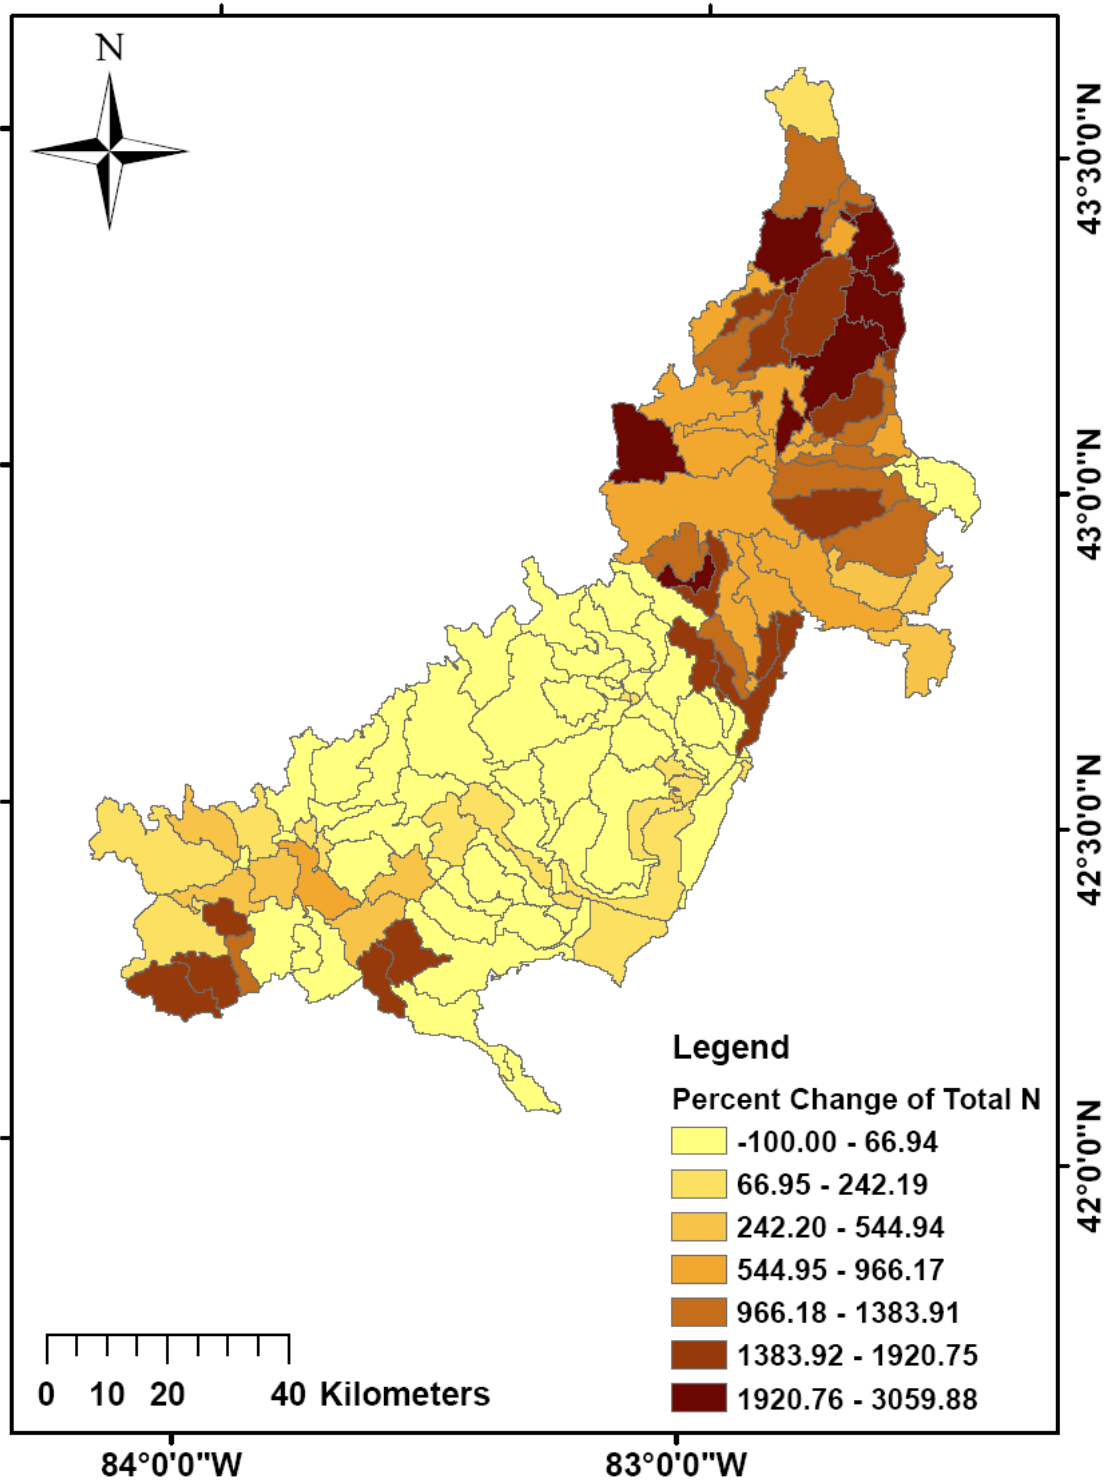 N
43°30'0"N
43°0'0"N
42°30'0"N
42°0'0"N
Legend
Percent Change of Total N
-100.00 - 66.94
66.95 - 242.19
242.20 - 544.94
544.95 - 966.17
966.18 - 1383.91
1383.92 - 1920.75
1920.76 - 3059.88
0 10 20 40 Kilometers
84°0'0"W 83°0'0"W